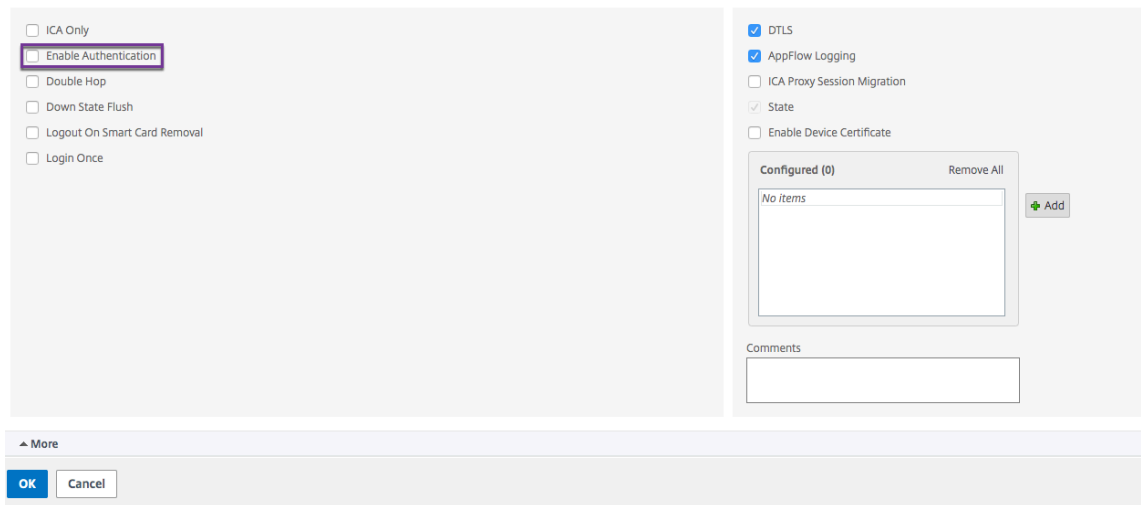 ICA Only
Enable Authentication
Double Hop
Down State Flush
Logout On Smart Card Removal
Login Once
DTLS
AppFlow Logging
ICA Proxy Session Migration
State
Enable Device Certificate
Configured (0) Remove All
No items
Add
Comments
More
OK Cancel